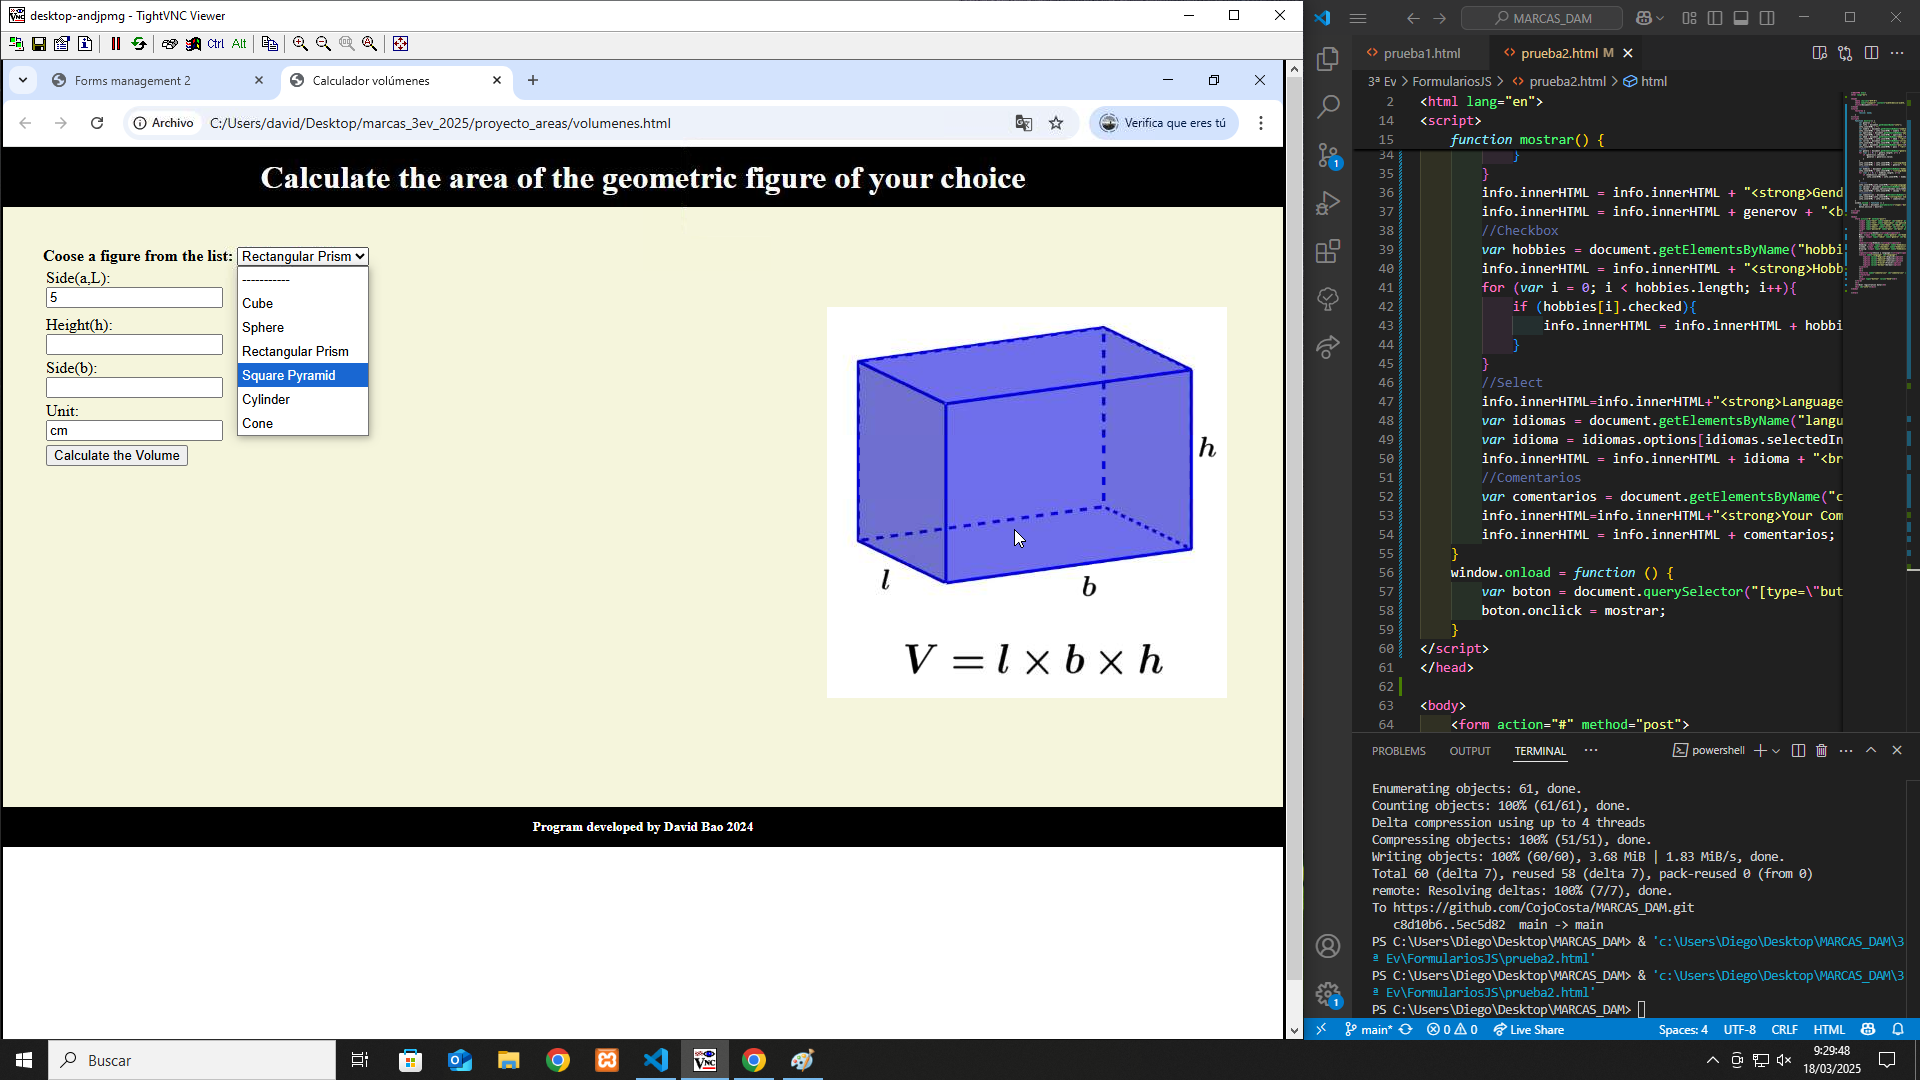 desktop-andjpmg - TightVNC Viewer
Ctrl Alt
Forms management 2
Calculador volúmenes
Archivo
C:/Users/david/Desktop/marcas_3ev_2025/proyecto_areas/volumenes.html
Verifica que eres tú
Calculate the area of the geometric figure of your choice
Coose a figure from the list:
Rectangular Prism
-----------
Cube
Sphere
Rectangular Prism
Square Pyramid
Cylinder
Cone
Side(a,L):
5
Height(h):
Side(b):
Unit:
cm
Calculate the Volume
h
l
b
V = l × b × h
Program developed by David Bao 2024
MARCAS_DAM
prueba1.html
prueba2.html M
3ª Ev > FormulariosJS > prueba2.html > html
2 <html lang="en">
14 <script>
15 function mostrar() {
34 }
35 }
36 info.innerHTML = info.innerHTML + "<strong>Gend
37 info.innerHTML = info.innerHTML + generov + "<b
38 //Checkbox
39 var hobbies = document.getElementsByName("hobbi
40 info.innerHTML = info.innerHTML + "<strong>Hobb
41 for (var i = 0; i < hobbies.length; i++){
42 if (hobbies[i].checked){
43 info.innerHTML = info.innerHTML + hobbi
44 }
45 }
46 //Select
47 info.innerHTML=info.innerHTML+"<strong>Language
48 var idiomas = document.getElementsByName("langu
49 var idioma = idiomas.options[idiomas.selectedIn
50 info.innerHTML = info.innerHTML + idioma + "<br
51 //Comentarios
52 var comentarios = document.getElementsByName("c
53 info.innerHTML=info.innerHTML+"<strong>Your Com
54 info.innerHTML = info.innerHTML + comentarios;
55 }
56 window.onload = function () {
57 var boton = document.querySelector("[type=\"but
58 boton.onclick = mostrar;
59 }
60 </script>
61 </head>
62
63 <body>
64 <form action="#" method="post">
PROBLEMS OUTPUT TERMINAL
powershell
Enumerating objects: 61, done.
Counting objects: 100% (61/61), done.
Delta compression using up to 4 threads
Compressing objects: 100% (51/51), done.
Writing objects: 100% (60/60), 3.68 MiB | 1.83 MiB/s, done.
Total 60 (delta 7), reused 58 (delta 7), pack-reused 0 (from 0)
remote: Resolving deltas: 100% (7/7), done.
To https://github.com/CojoCosta/MARCAS_DAM.git
c8d10b6..5ec5d82 main -> main
PS C:\Users\Diego\Desktop\MARCAS_DAM> & 'c:\Users\Diego\Desktop\MARCAS_DAM\3
ª Ev\FormulariosJS\prueba2.html'
PS C:\Users\Diego\Desktop\MARCAS_DAM> & 'c:\Users\Diego\Desktop\MARCAS_DAM\3
ª Ev\FormulariosJS\prueba2.html'
PS C:\Users\Diego\Desktop\MARCAS_DAM>
1
1
main* 0 0 Live Share Spaces: 4 UTF-8 CRLF HTML
Buscar
9:29:48
18/03/2025